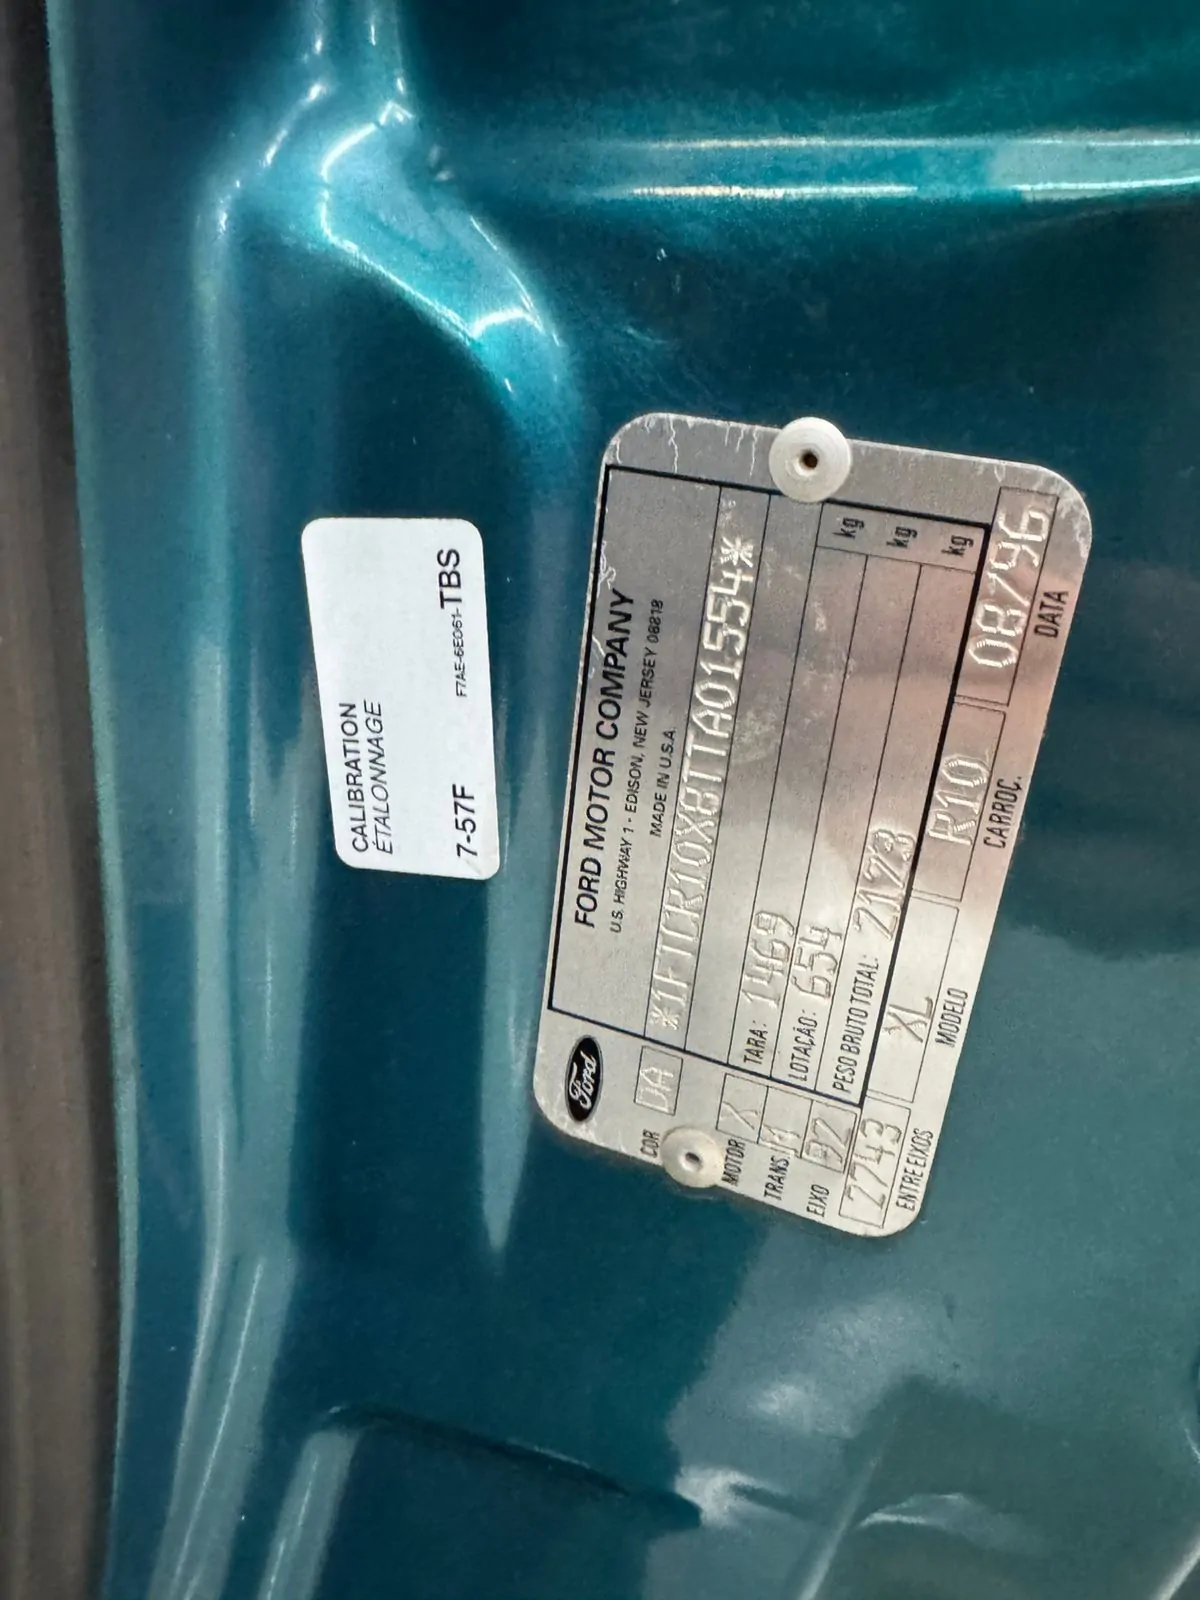 CALIBRATION
ÉTALONNAGE
7-57F F7AE-6E061-TBS
Ford
FORD MOTOR COMPANY
U.S. HIGHWAY 1 - EDISON, NEW JERSEY 08818
MADE IN U.S.A.
COR DA
*1FTCR10X8TTA01554*
MOTOR X
TARA: 1469 kg
TRANS. M
LOTAÇÃO: 654 kg
EIXO
PESO BRUTO TOTAL: 2123 kg
2743 XL R10 08/96
ENTRE EIXOS MODELO CARROC. DATA